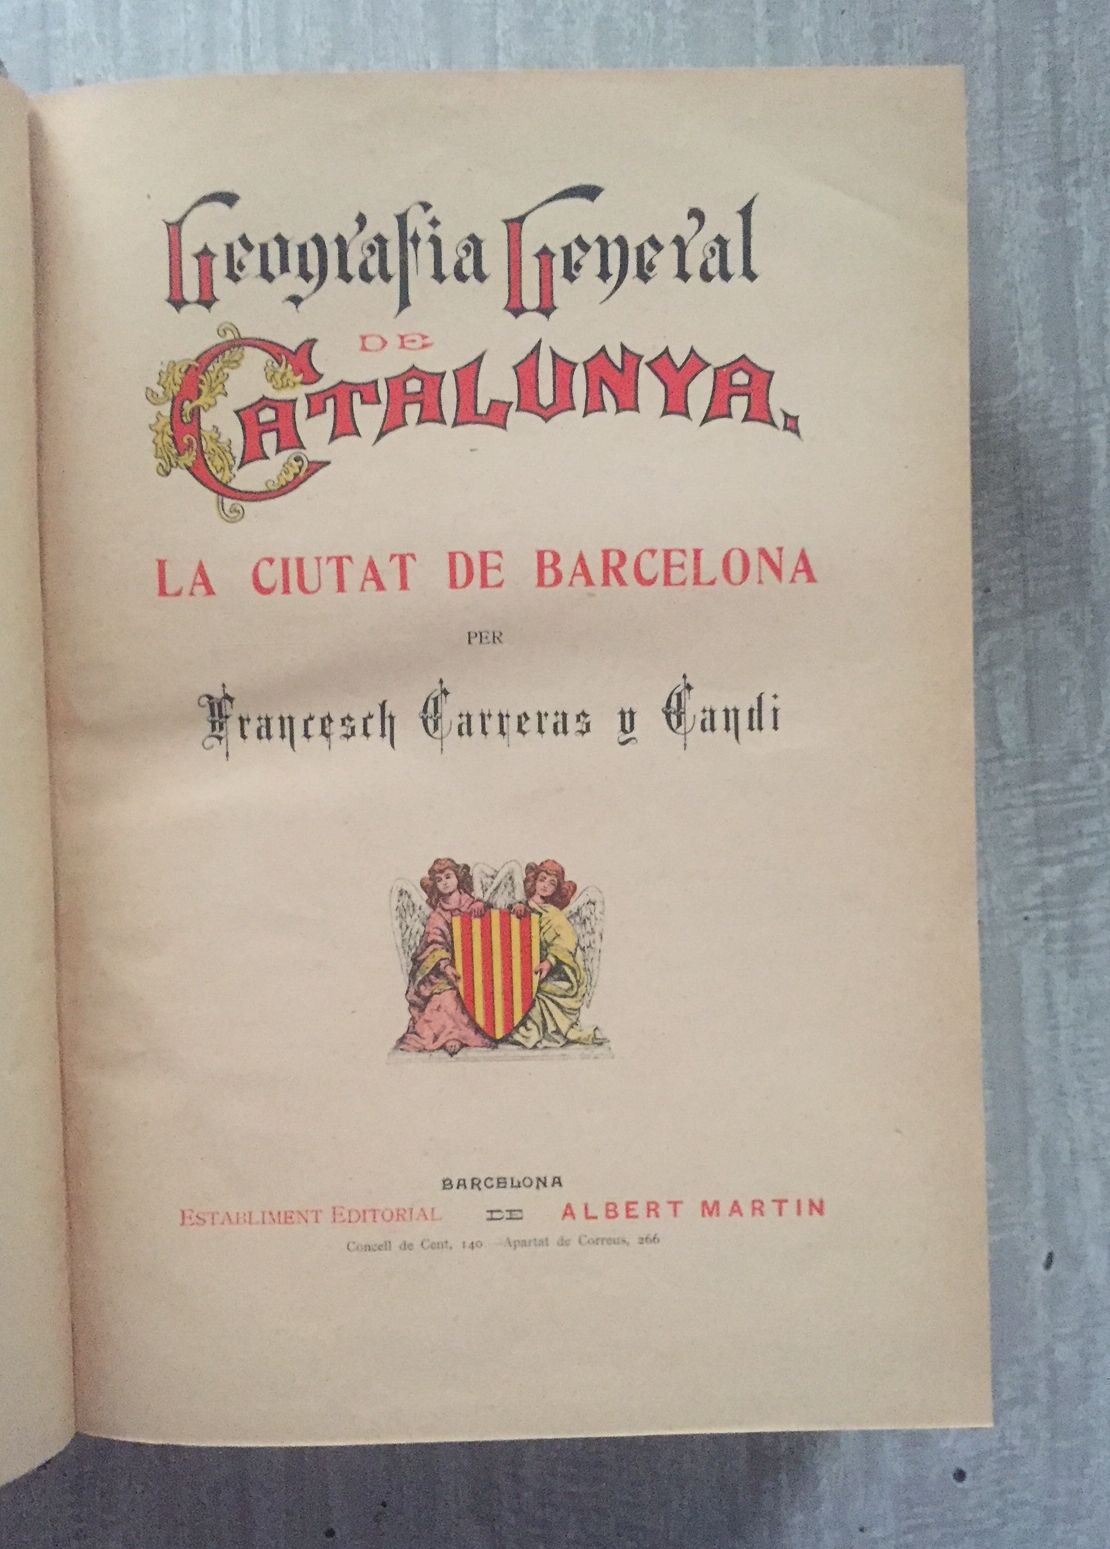 Geografia General
DE
CATALUNYA.
LA CIUTAT DE BARCELONA
PER
Francesch Carreras y Candi
BARCELONA
ESTABLIMENT EDITORIAL DE ALBERT MARTIN
Concell de Cent, 140 - Apartat de Correus, 266